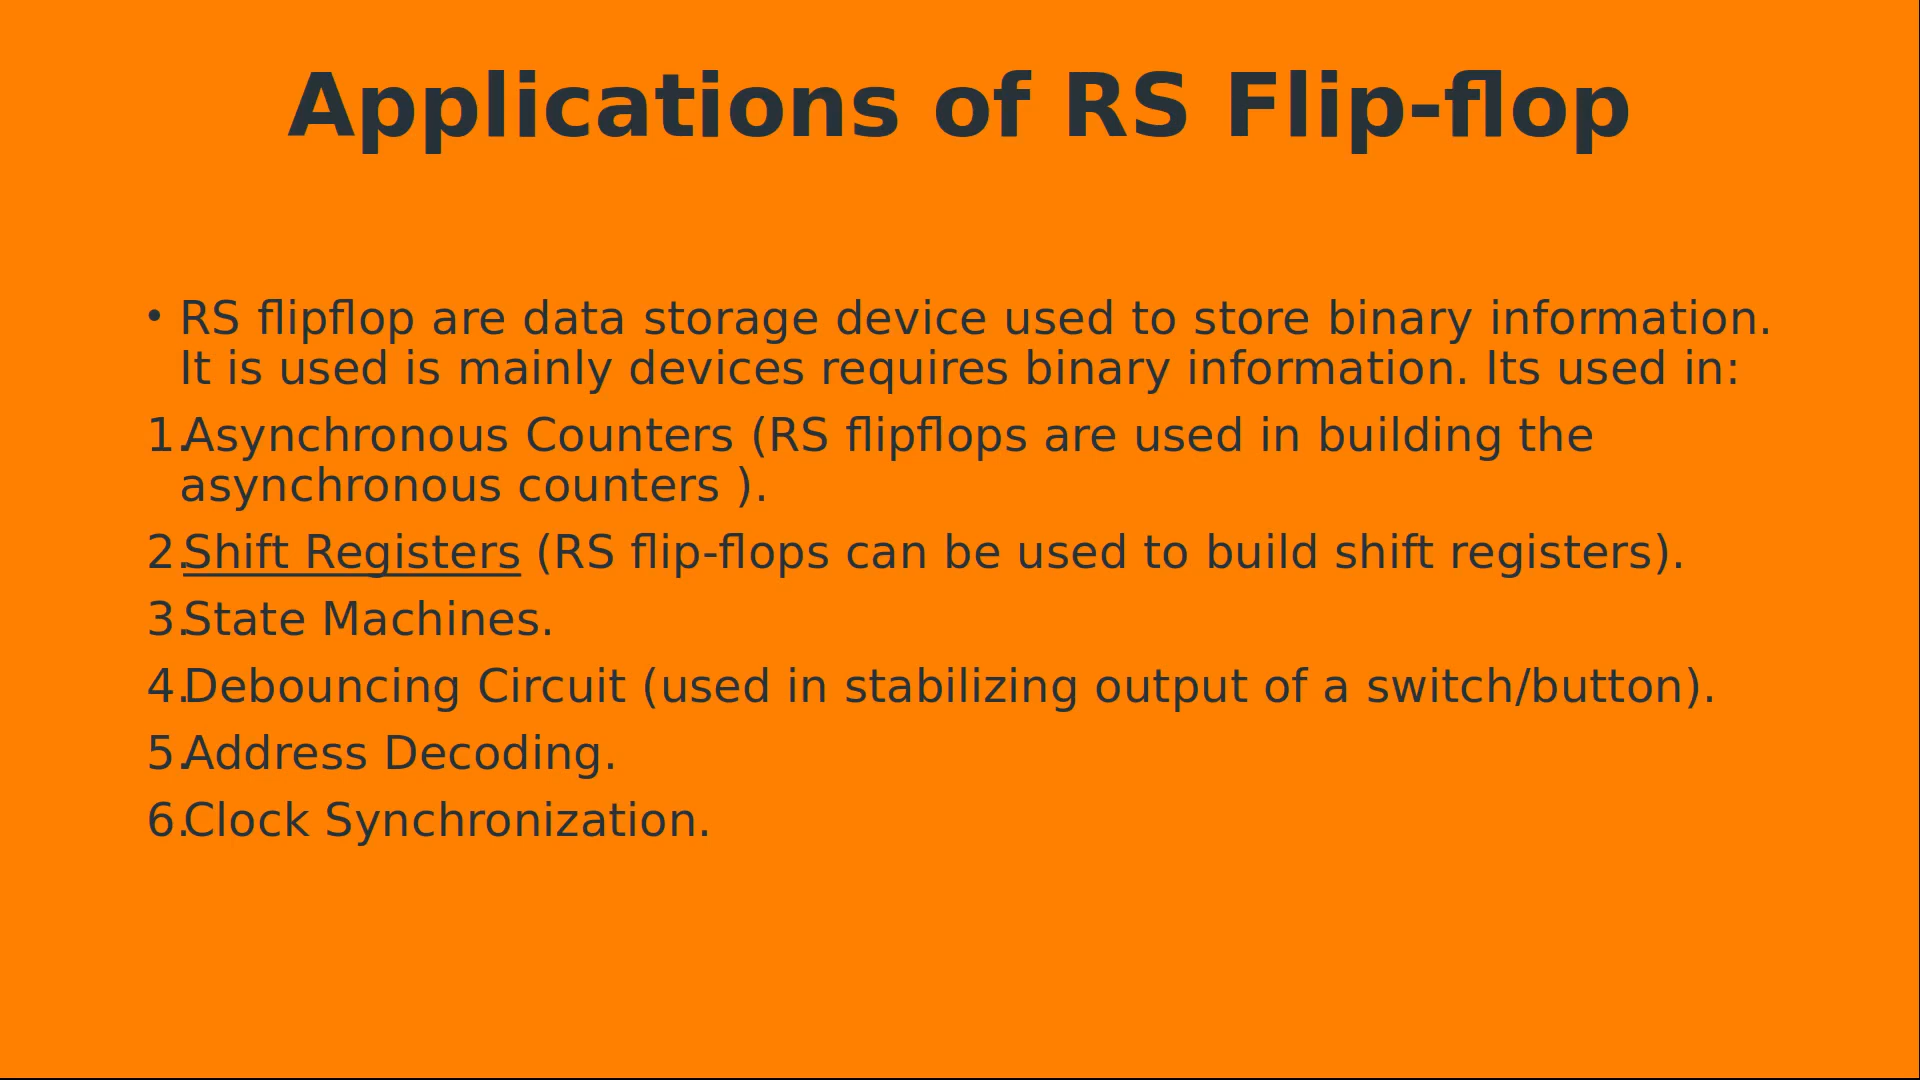 Applications of RS Flip-flop
• RS flipflop are data storage device used to store binary information.
It is used is mainly devices requires binary information. Its used in:
1.Asynchronous Counters (RS flipflops are used in building the
asynchronous counters ).
2.Shift Registers (RS flip-flops can be used to build shift registers).
3.State Machines.
4.Debouncing Circuit (used in stabilizing output of a switch/button).
5.Address Decoding.
6.Clock Synchronization.